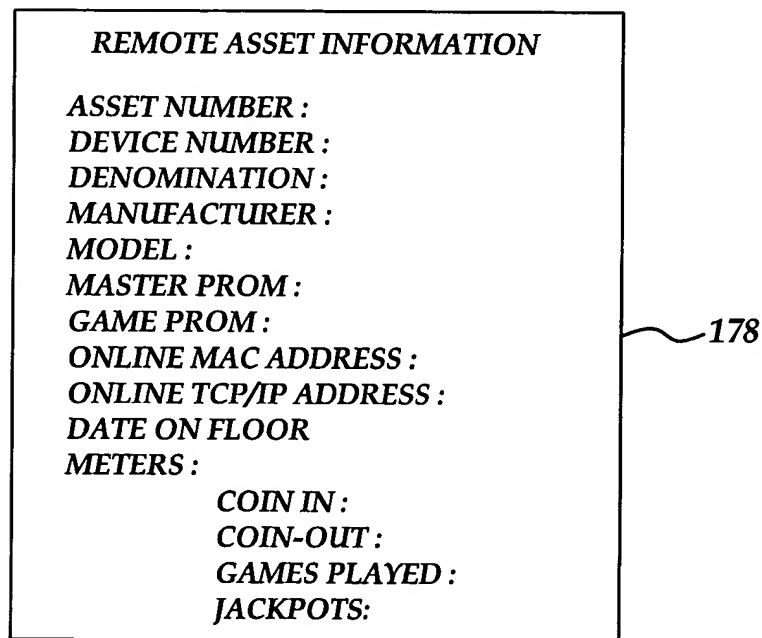 REMOTE ASSET INFORMATION
ASSET NUMBER :
DEVICE NUMBER :
DENOMINATION :
MANUFACTURER :
MODEL :
MASTER PROM :
GAME PROM :
ONLINE MAC ADDRESS :
ONLINE TCP/IP ADDRESS :
DATE ON FLOOR
METERS :
COIN IN :
COIN-OUT :
GAMES PLAYED :
JACKPOTS:
178